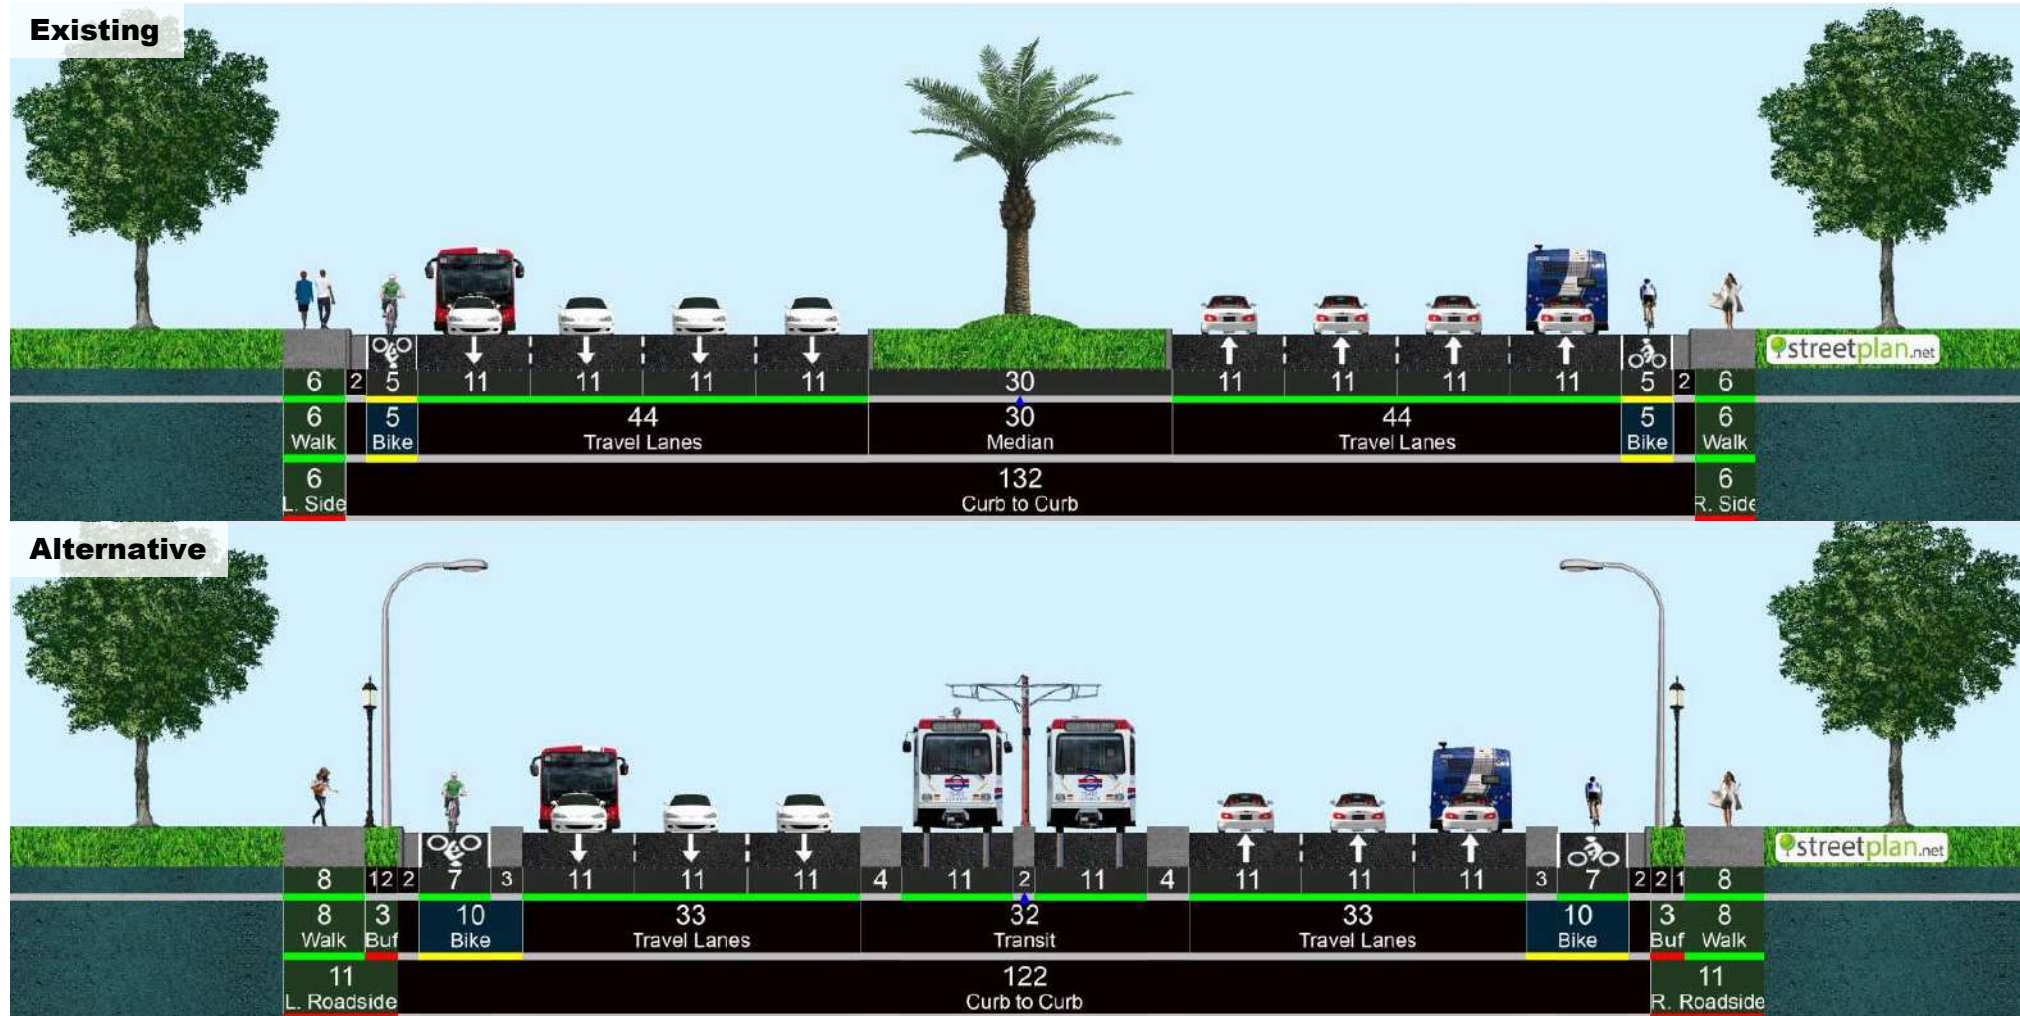 Existing
streetplan.net
6 2 5 11 11 11 11 30 11 11 11 11 5 2 6
6 5 44 30 44 5 6
Walk Bike Travel Lanes Median Travel Lanes Bike Walk
6 132 6
L. Side Curb to Curb R. Side
Alternative
streetplan.net
8 1 2 2 7 3 11 11 11 4 11 2 11 4 11 11 11 3 7 2 2 1 8
8 3 10 33 32 33 10 3 8
Walk Buf Bike Travel Lanes Transit Travel Lanes Bike Buf Walk
11 122 11
L. Roadside Curb to Curb R. Roadside